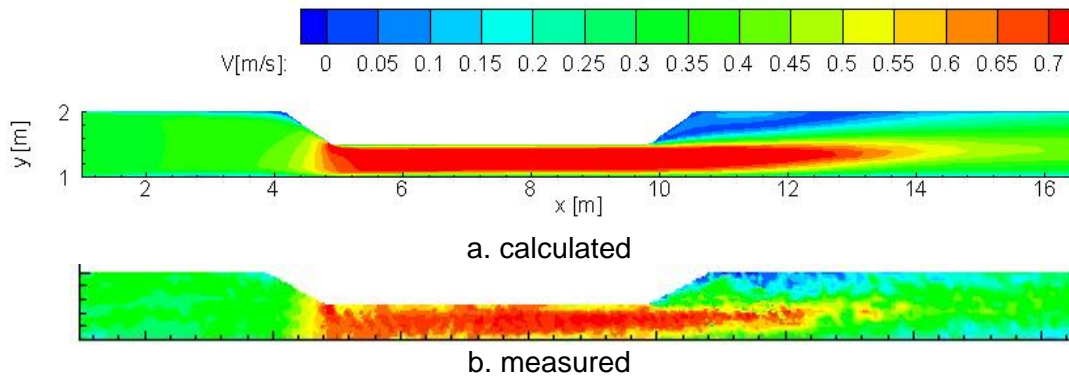 V[m/s]: 0 0.05 0.1 0.15 0.2 0.25 0.3 0.35 0.4 0.45 0.5 0.55 0.6 0.65 0.7
2
y [m]
1
2 4 6 8 10 12 14 16
x [m]
a. calculated
b. measured